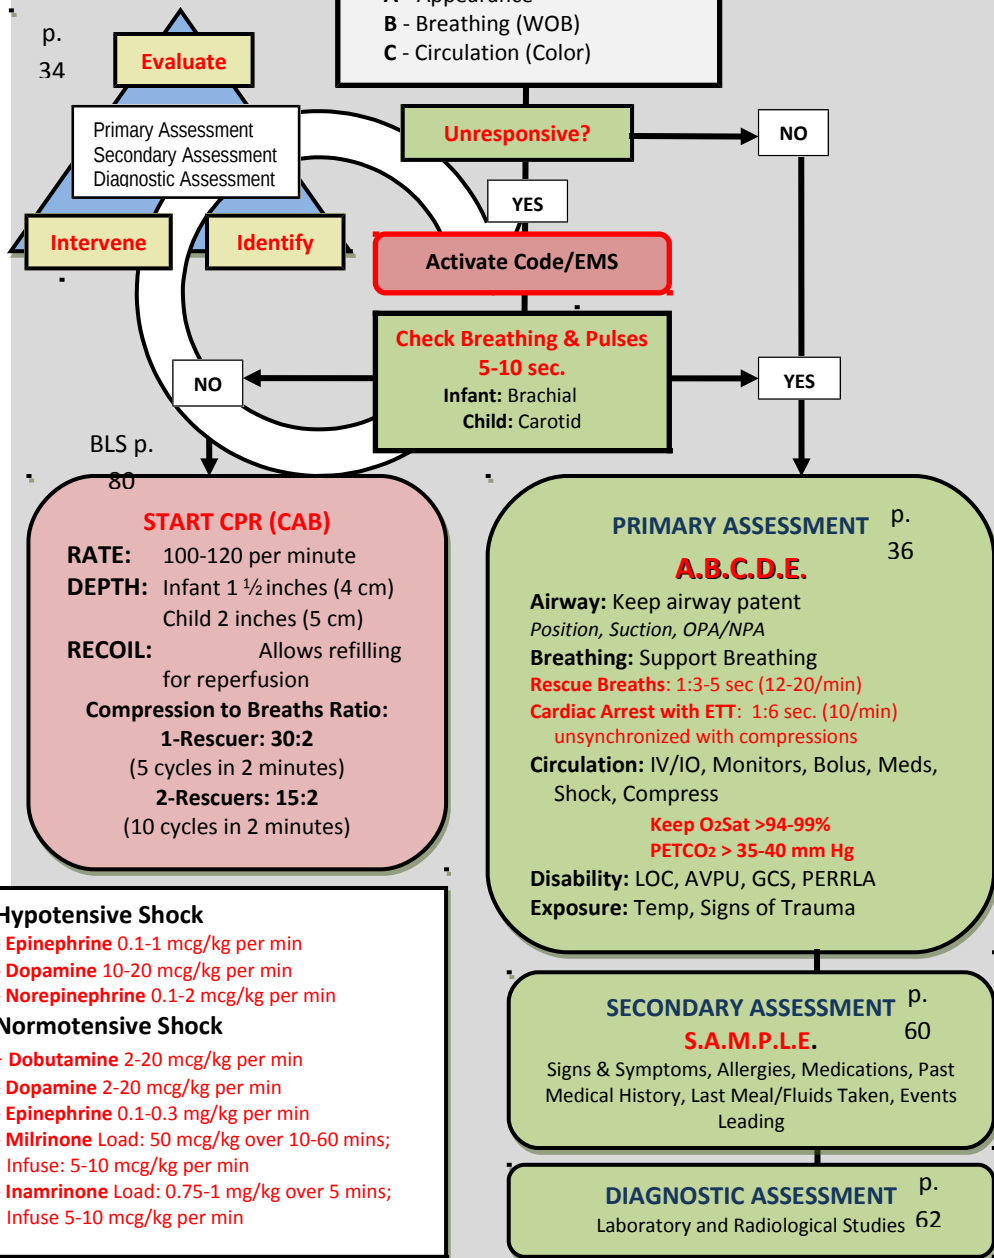 A - Appearance
B - Breathing (WOB)
C - Circulation (Color)
p.
34
Evaluate
Primary Assessment
Secondary Assessment
Diagnostic Assessment
Intervene
Identify
Unresponsive?
NO
YES
Activate Code/EMS
Check Breathing & Pulses
5-10 sec.
Infant: Brachial
Child: Carotid
NO
YES
BLS p.
80
START CPR (CAB)
RATE: 100-120 per minute
DEPTH: Infant 1 ½ inches (4 cm)
Child 2 inches (5 cm)
RECOIL: Allows refilling
for reperfusion
Compression to Breaths Ratio:
1-Rescuer: 30:2
(5 cycles in 2 minutes)
2-Rescuers: 15:2
(10 cycles in 2 minutes)
PRIMARY ASSESSMENT
p.
36
A.B.C.D.E.
Airway: Keep airway patent
Position, Suction, OPA/NPA
Breathing: Support Breathing
Rescue Breaths: 1:3-5 sec (12-20/min)
Cardiac Arrest with ETT: 1:6 sec. (10/min)
unsynchronized with compressions
Circulation: IV/IO, Monitors, Bolus, Meds,
Shock, Compress
Keep O2Sat >94-99%
PETCO2 > 35-40 mm Hg
Disability: LOC, AVPU, GCS, PERRLA
Exposure: Temp, Signs of Trauma
Hypotensive Shock
Epinephrine 0.1-1 mcg/kg per min
Dopamine 10-20 mcg/kg per min
Norepinephrine 0.1-2 mcg/kg per min
Normotensive Shock
- Dobutamine 2-20 mcg/kg per min
Dopamine 2-20 mcg/kg per min
Epinephrine 0.1-0.3 mg/kg per min
Milrinone Load: 50 mcg/kg over 10-60 mins;
Infuse: 5-10 mcg/kg per min
Inamrinone Load: 0.75-1 mg/kg over 5 mins;
Infuse 5-10 mcg/kg per min
SECONDARY ASSESSMENT
p.
60
S.A.M.P.L.E.
Signs & Symptoms, Allergies, Medications, Past
Medical History, Last Meal/Fluids Taken, Events
Leading
DIAGNOSTIC ASSESSMENT
p.
62
Laboratory and Radiological Studies